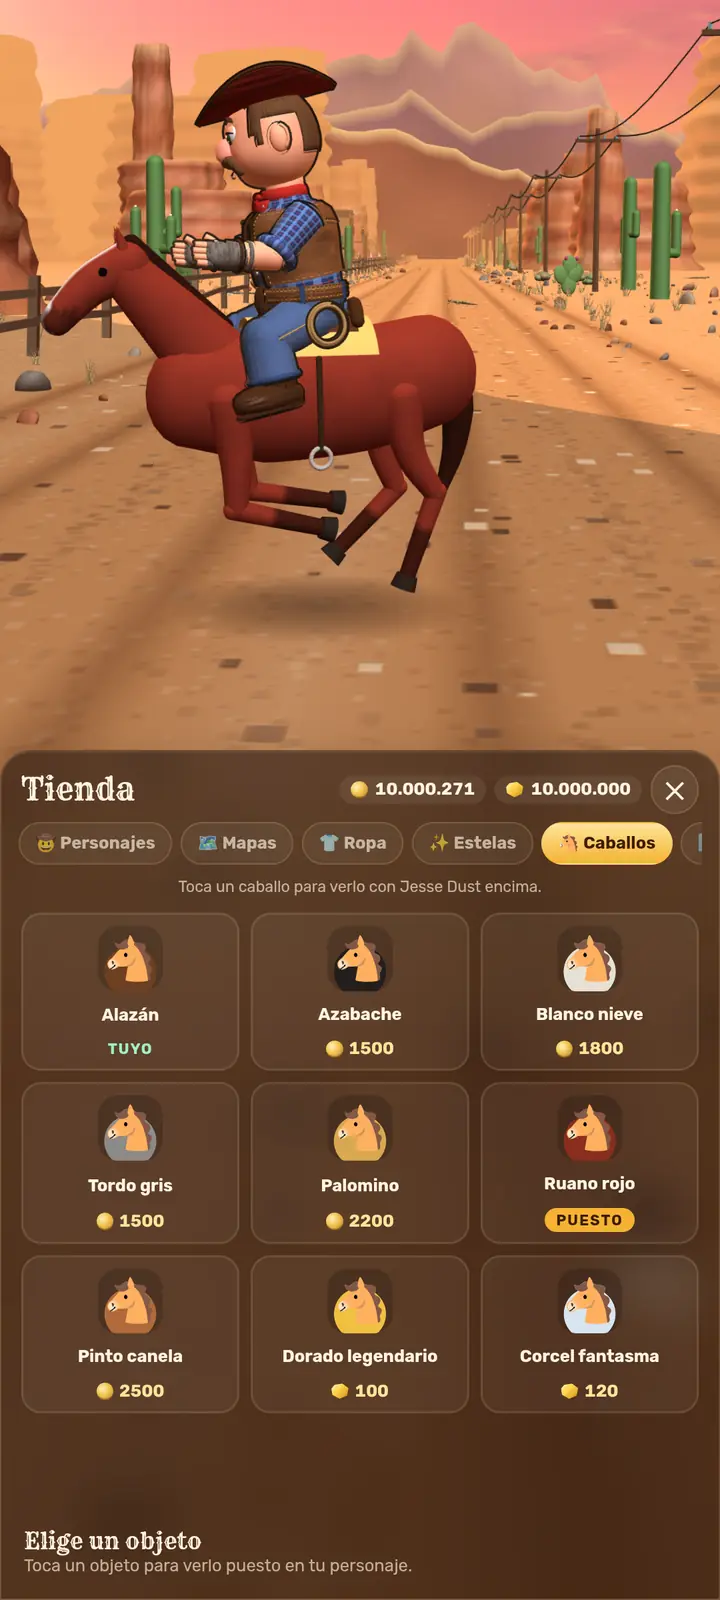 Tienda
10.000.271
10.000.000
Personajes
Mapas
Ropa
Estelas
Caballos
Toca un caballo para verlo con Jesse Dust encima.
Alazán
Azabache
Blanco nieve
TUYO
1500
1800
Tordo gris
Palomino
Ruano rojo
1500
2200
PUESTO
Pinto canela
Dorado legendario
Corcel fantasma
2500
100
120
Elige un objeto
Toca un objeto para verlo puesto en tu personaje.